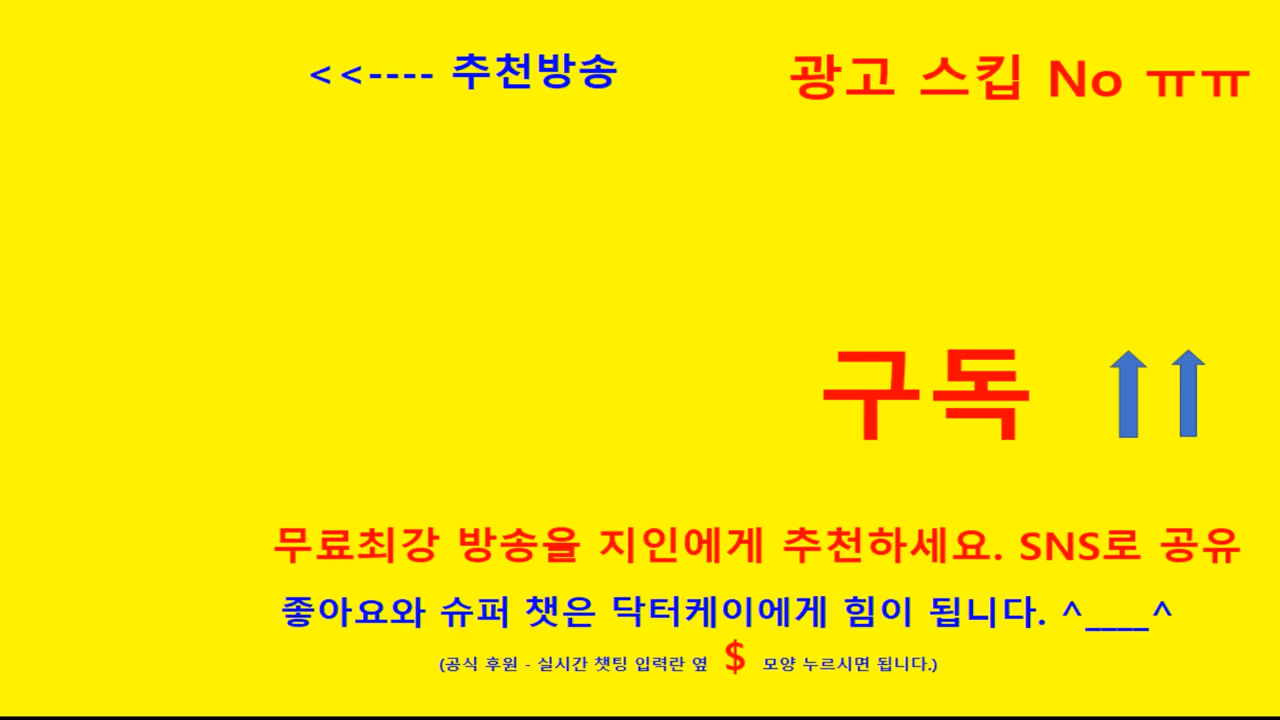 <<---- 추천방송
광고 스킵 No ㅠㅠ
구독
무료최강 방송을 지인에게 추천하세요. SNS로 공유
좋아요와 슈퍼 챗은 닥터케이에게 힘이 됩니다. ^____^
(공식 후원 - 실시간 챗팅 입력란 옆 $ 모양 누르시면 됩니다.)